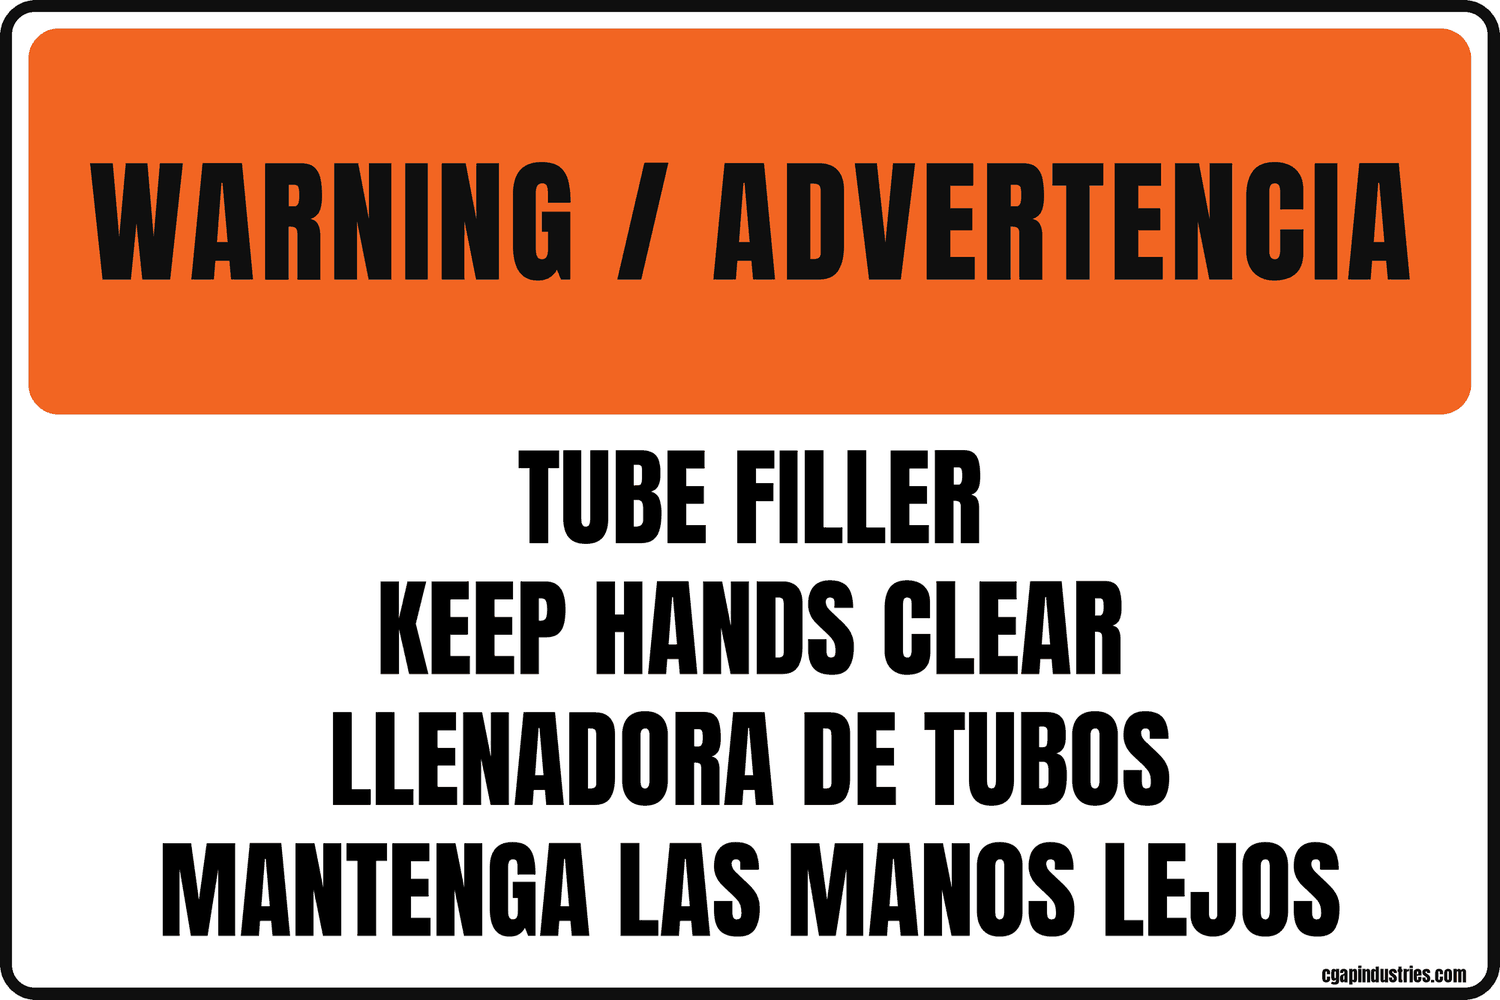 WARNING / ADVERTENCIA
TUBE FILLER
KEEP HANDS CLEAR
LLENADORA DE TUBOS
MANTENGA LAS MANOS LEJOS
cgapindustries.com